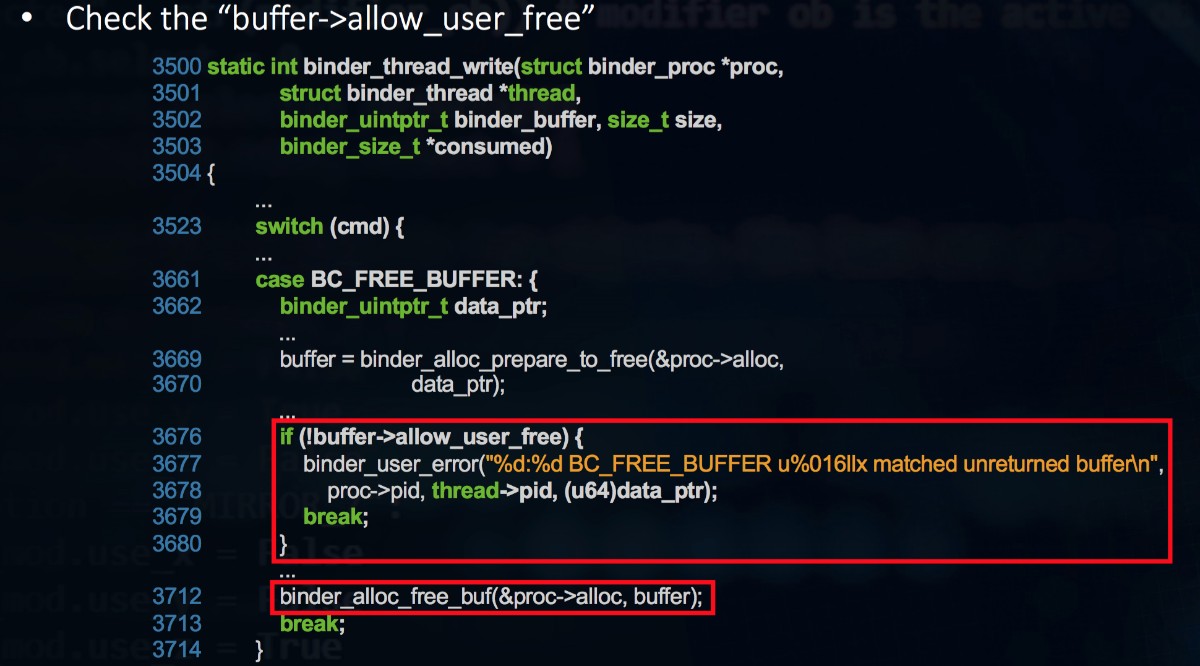 • Check the “buffer->allow_user_free”
3500 static int binder_thread_write(struct binder_proc *proc,
3501 struct binder_thread *thread,
3502 binder_uintptr_t binder_buffer, size_t size,
3503 binder_size_t *consumed)
3504 {
...
3523 switch (cmd) {
...
3661 case BC_FREE_BUFFER: {
3662 binder_uintptr_t data_ptr;
...
3669 buffer = binder_alloc_prepare_to_free(&proc->alloc,
3670 data_ptr);
...
3676 if (!buffer->allow_user_free) {
3677 binder_user_error("%d:%d BC_FREE_BUFFER u%016llx matched unreturned buffer\n",
3678 proc->pid, thread->pid, (u64)data_ptr);
3679 break;
3680 }
...
3712 binder_alloc_free_buf(&proc->alloc, buffer);
3713 break;
3714 }